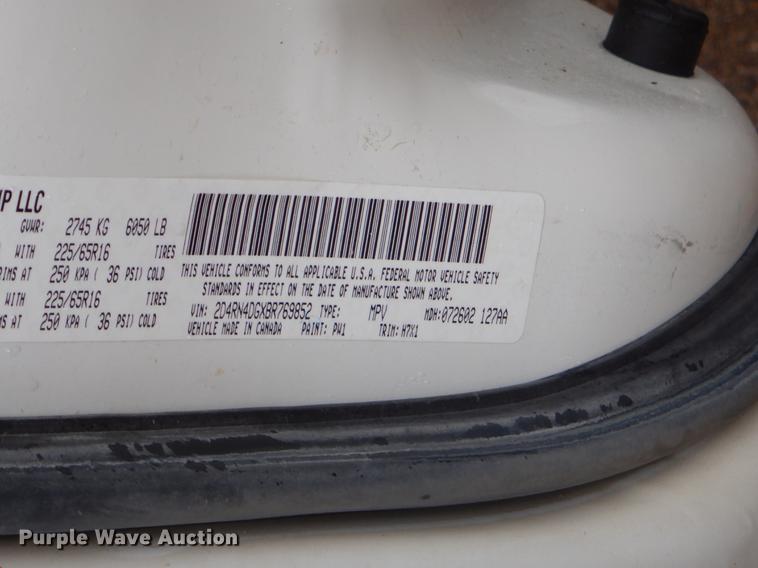 UP LLC
GVWR: 2745 KG 6050 LB
WITH 225/65R16 TIRES
RIMS AT 250 KPA ( 36 PSI) COLD
WITH 225/65R16 TIRES
MS AT 250 KPA ( 36 PSI) COLD
THIS VEHICLE CONFORMS TO ALL APPLICABLE U.S.A. FEDERAL MOTOR VEHICLE SAFETY
STANDARDS IN EFFECT ON THE DATE OF MANUFACTURE SHOWN ABOVE.
VIN: 2D4RN4DGXBR769852 TYPE: MPV MDH:072602 127AA
VEHICLE MADE IN CANADA PAINT: PW1 TRIM: H7X1
Purple Wave Auction